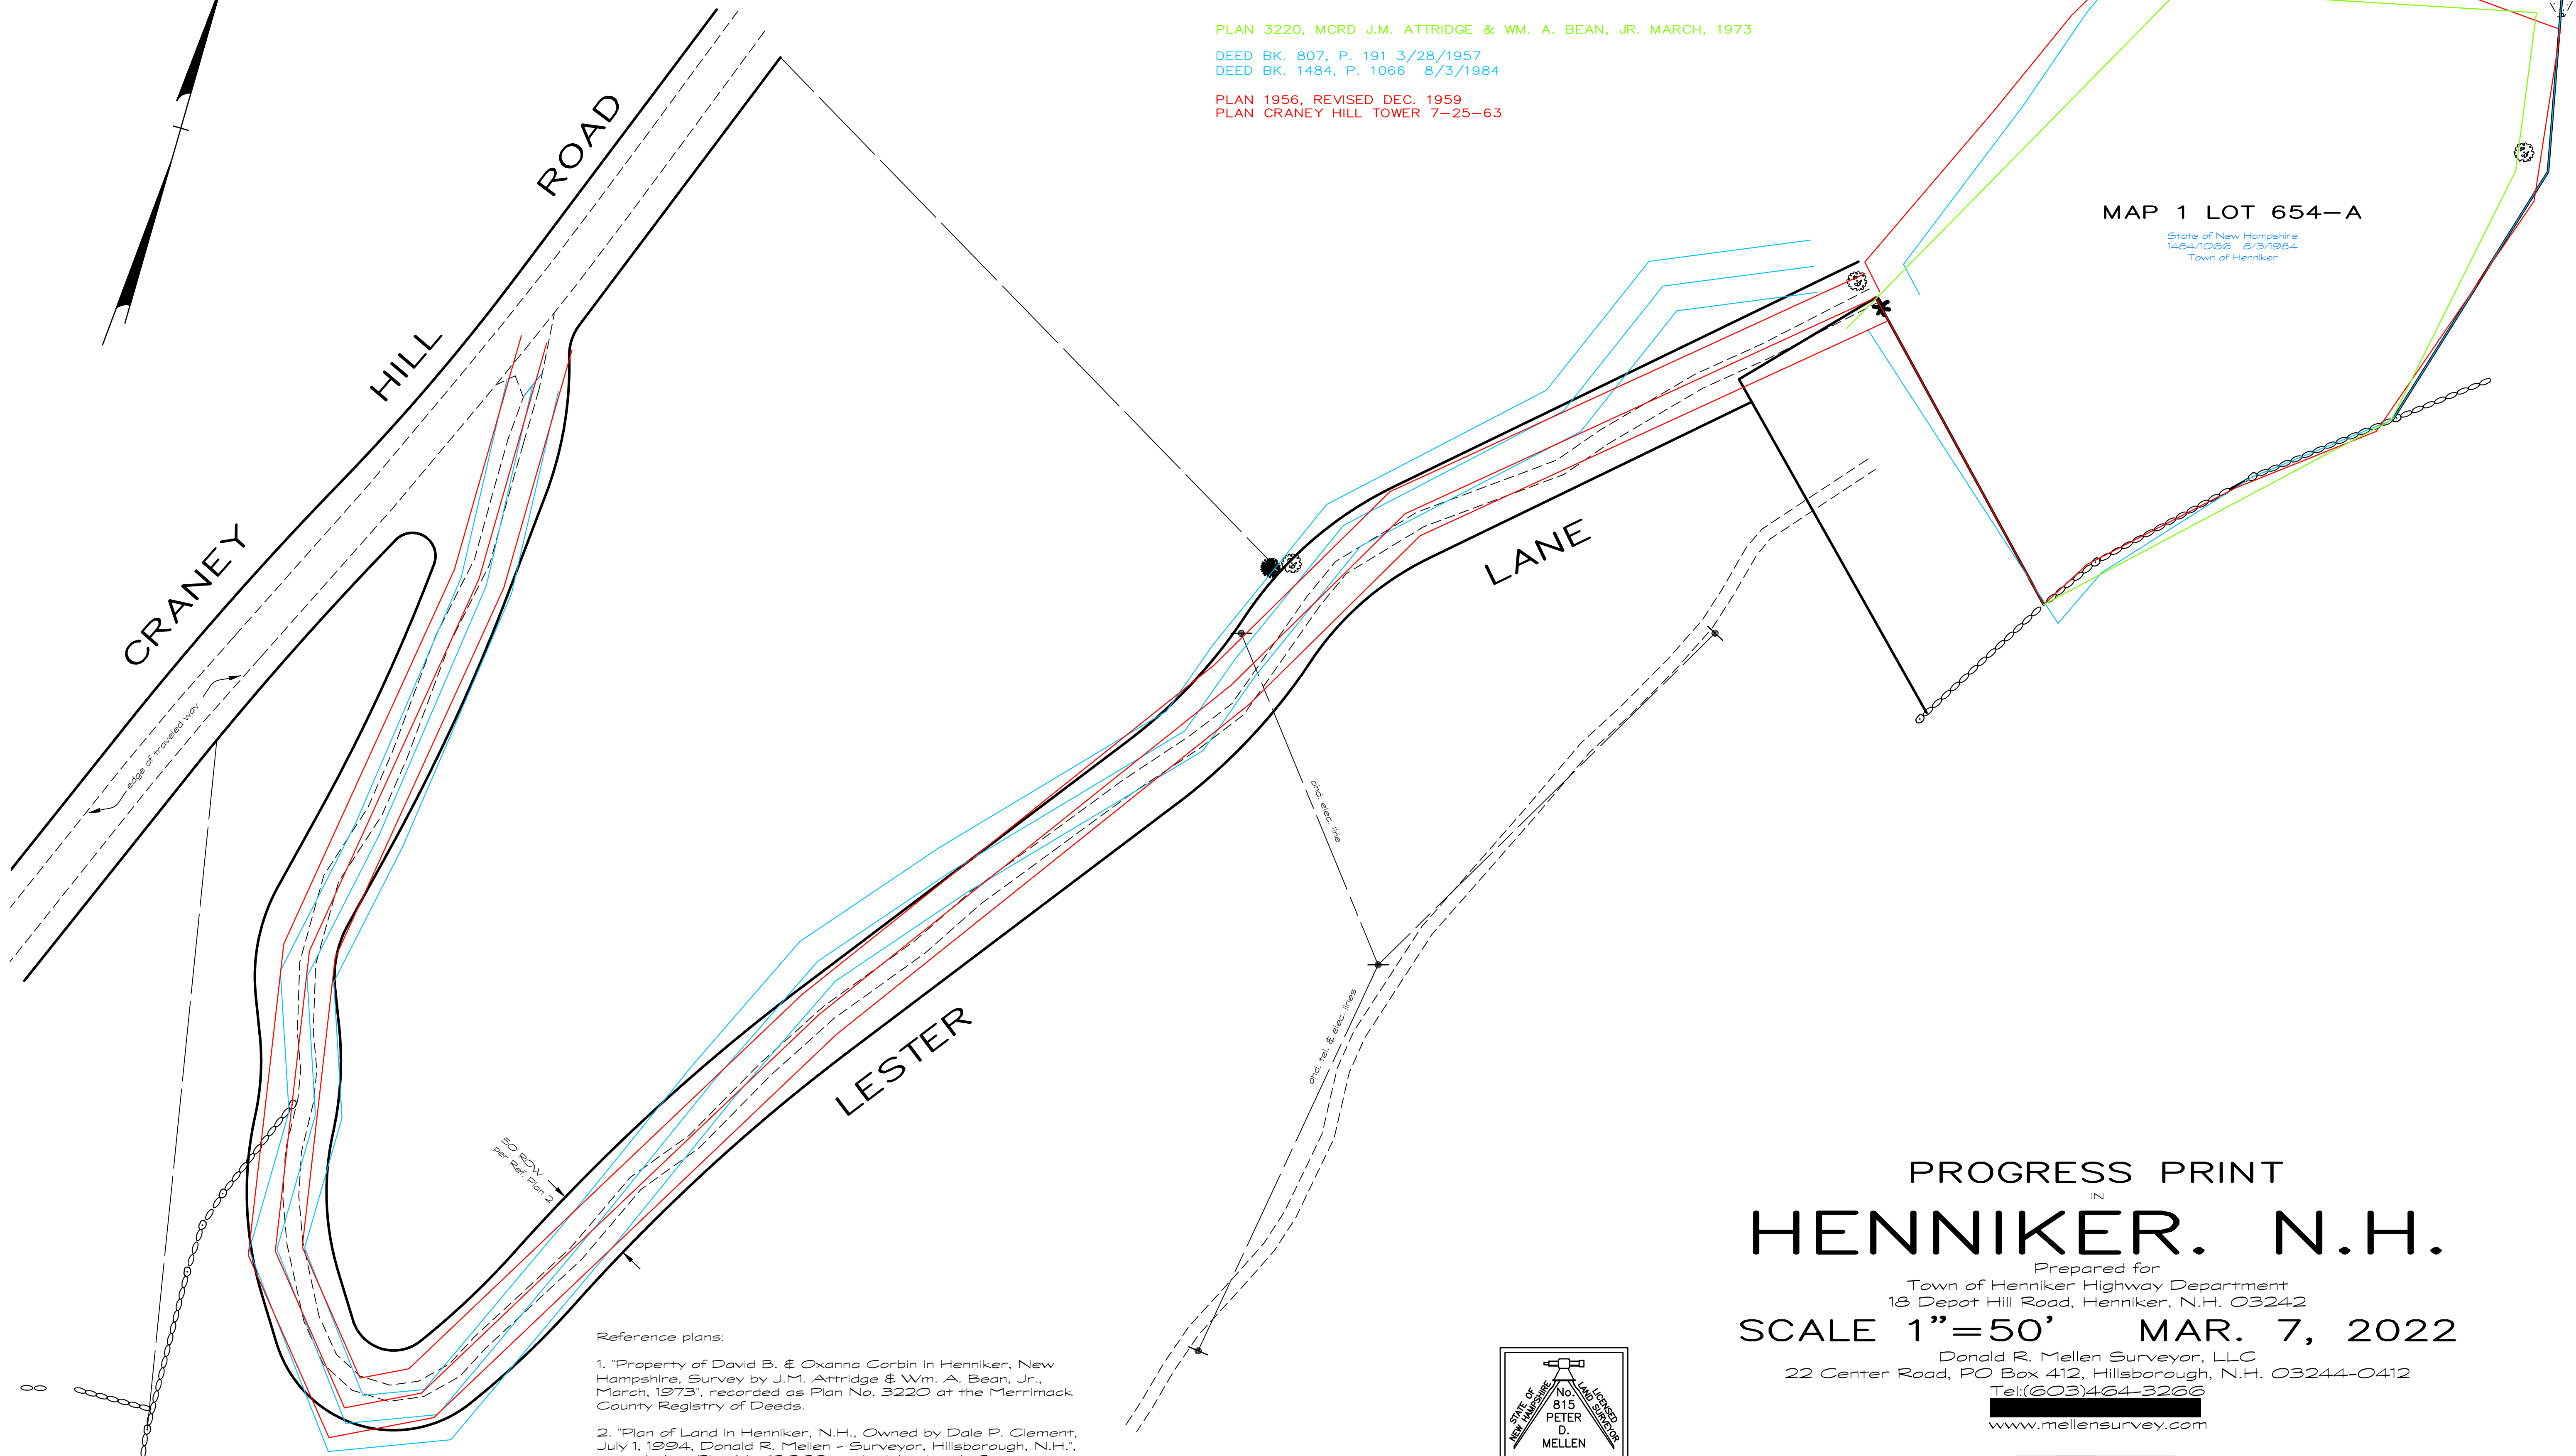 PLAN 3220, MCRD J.M. ATTRIDGE & WM. A. BEAN, JR. MARCH, 1973
DEED BK. 807, P. 191 3/28/1957
DEED BK. 1484, P. 1066 8/3/1984
PLAN 1956, REVISED DEC. 1959
PLAN CRANEY HILL TOWER 7-25-63
MAP 1 LOT 654-A
State of New Hampshire
1484/1066 8/3/1984
Town of Henniker
CRANEY HILL ROAD
edge of traveled way
LESTER LANE
ohd. elec. line
ohd. tel. & elec. lines
50 ROW
Per Ref. Plan 2
Reference plans:
1. "Property of David B. & Oxanna Corbin in Henniker, New
Hampshire, Survey by J.M. Attridge & Wm. A. Bean, Jr.,
March, 1973", recorded as Plan No. 3220 at the Merrimack
County Registry of Deeds.
2. "Plan of Land in Henniker, N.H., Owned by Dale P. Clement,
July 1, 1994, Donald R. Mellen - Surveyor, Hillsborough, N.H.",
STATE OF
NEW HAMPSHIRE
LICENSED
LAND SURVEYOR
No.
815
PETER
D.
MELLEN
PROGRESS PRINT
IN
HENNIKER. N.H.
Prepared for
Town of Henniker Highway Department
18 Depot Hill Road, Henniker, N.H. 03242
SCALE 1"=50' MAR. 7, 2022
Donald R. Mellen Surveyor, LLC
22 Center Road, PO Box 412, Hillsborough, N.H. 03244-0412
Tel:(603)464-3266
www.mellensurvey.com